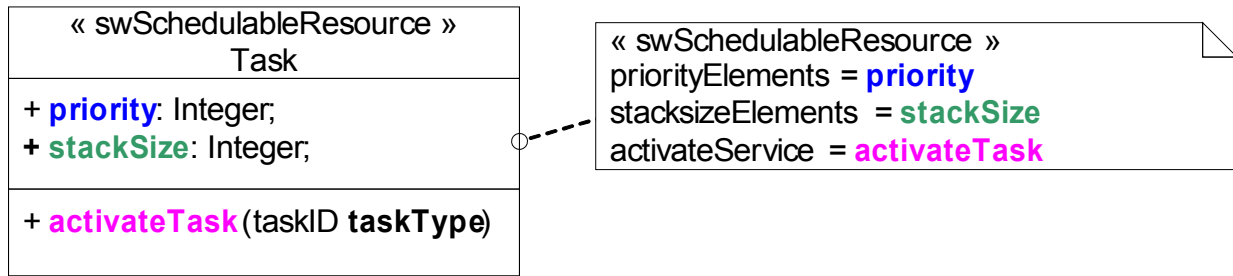 « swSchedulableResource »
Task
+ priority: Integer;
+ stackSize: Integer;
+ activateTask(taskID taskType)
« swSchedulableResource »
priorityElements = priority
stacksizeElements = stackSize
activateService = activateTask